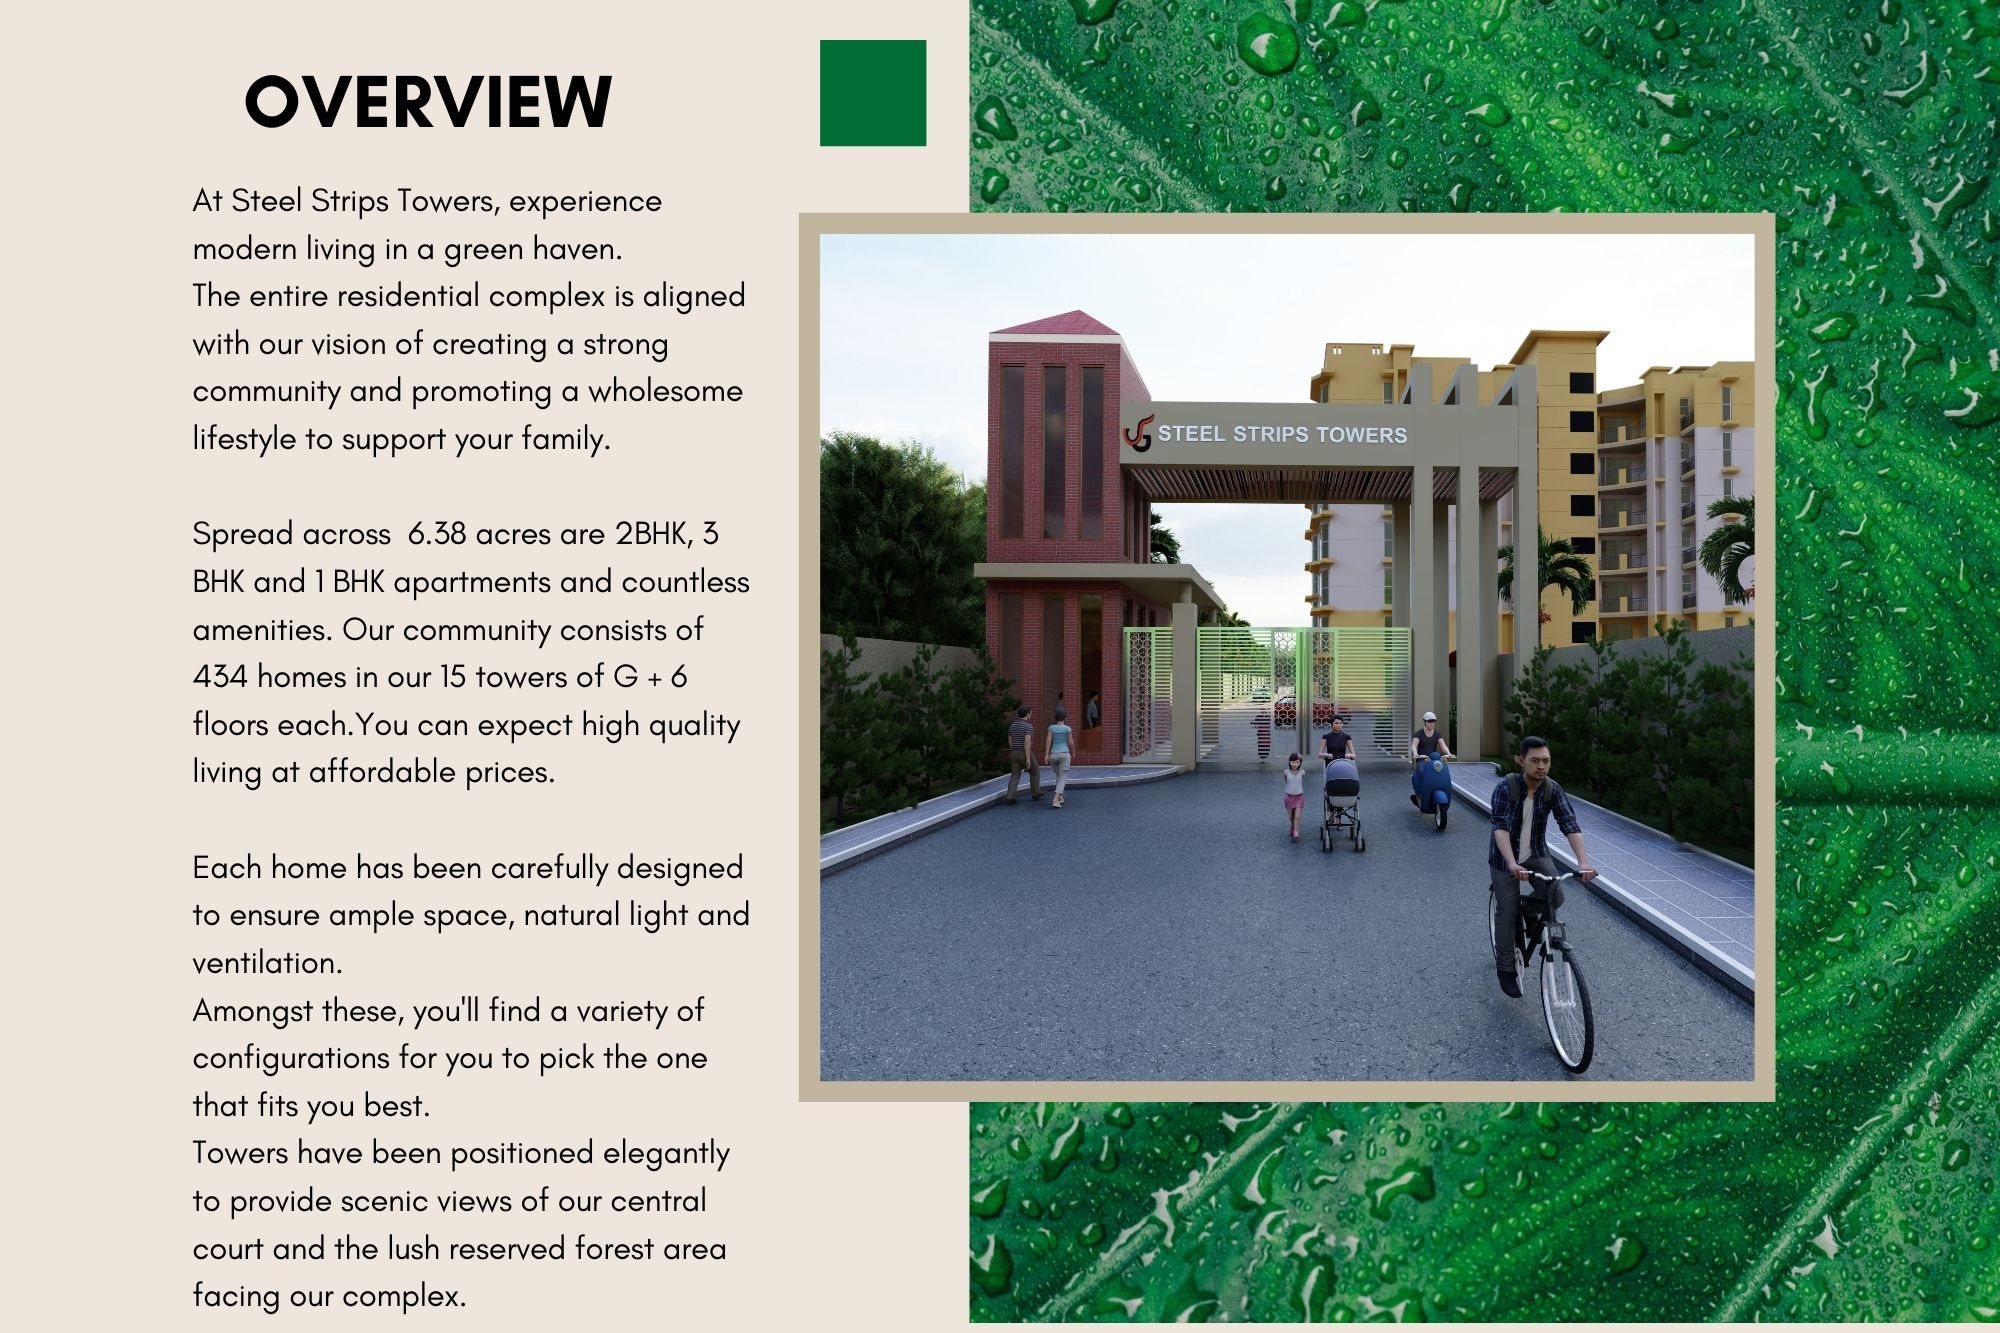 OVERVIEW
At Steel Strips Towers, experience
modern living in a green haven.
The entire residential complex is aligned
with our vision of creating a strong
community and promoting a wholesome
lifestyle to support your family.
Spread across  6.38 acres are 2BHK, 3
BHK and 1 BHK apartments and countless
amenities. Our community consists of
434 homes in our 15 towers of G + 6
floors each.You can expect high quality
living at affordable prices.
Each home has been carefully designed
to ensure ample space, natural light and
ventilation.
Amongst these, you'll find a variety of
configurations for you to pick the one
that fits you best.
Towers have been positioned elegantly
to provide scenic views of our central
court and the lush reserved forest area
facing our complex.
STEEL STRIPS TOWERS